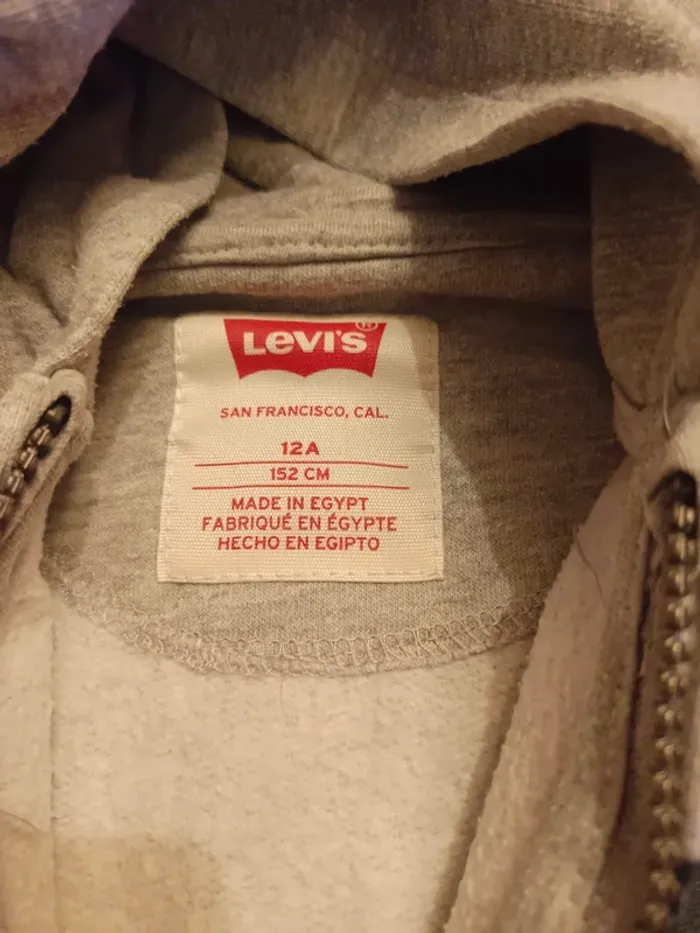 Levi's ®
SAN FRANCISCO, CAL.
12A
152 CM
MADE IN EGYPT
FABRIQUÉ EN ÉGYPTE
HECHO EN EGIPTO